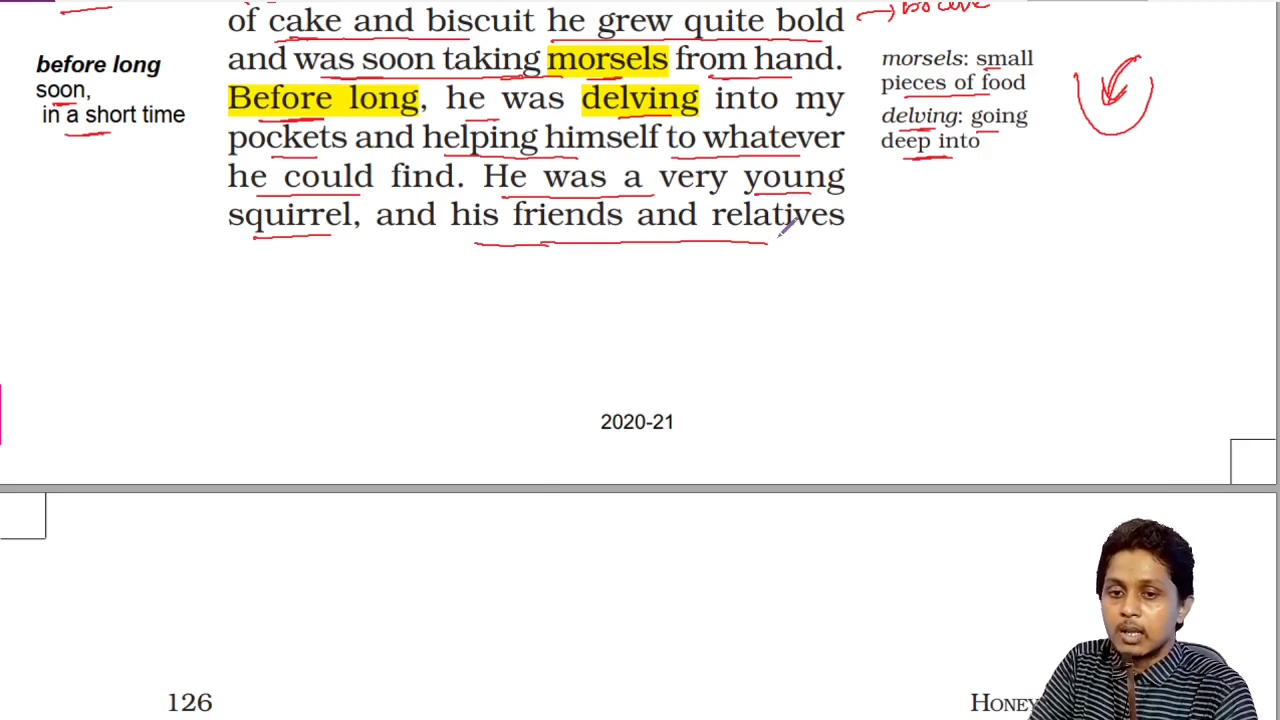 of cake and biscuit he grew quite bold
and was soon taking morsels from hand.
Before long, he was delving into my
pockets and helping himself to whatever
he could find. He was a very young
squirrel, and his friends and relatives
before long
soon,
in a short time
morsels: small
pieces of food
delving: going
deep into
2020-21
126
HONEY